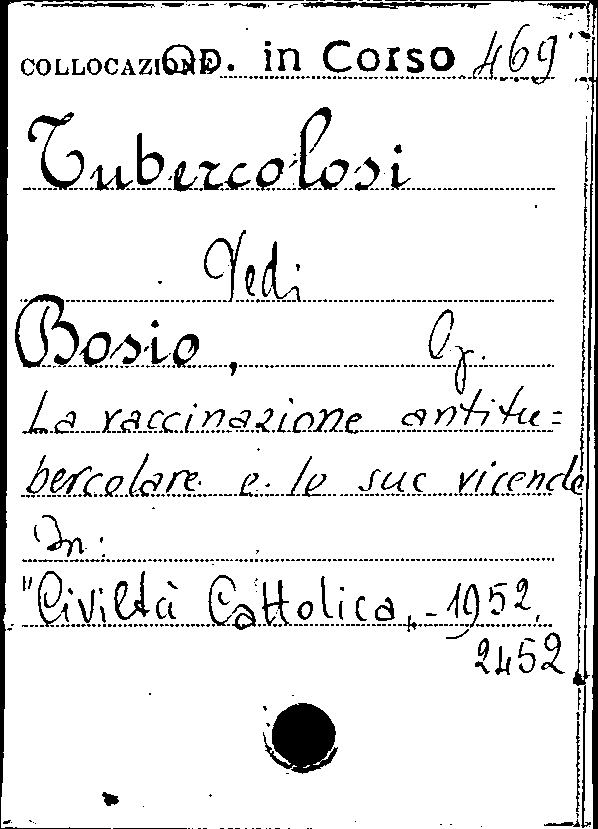 COLLOCAZIONE OD. in Corso 469
Tubercolosi
Vedi
Bosio, G.
La vaccinazione antitu=
bercolare e le sue vicende
In:
"Civiltà Cattolica„ - 1952.
2452